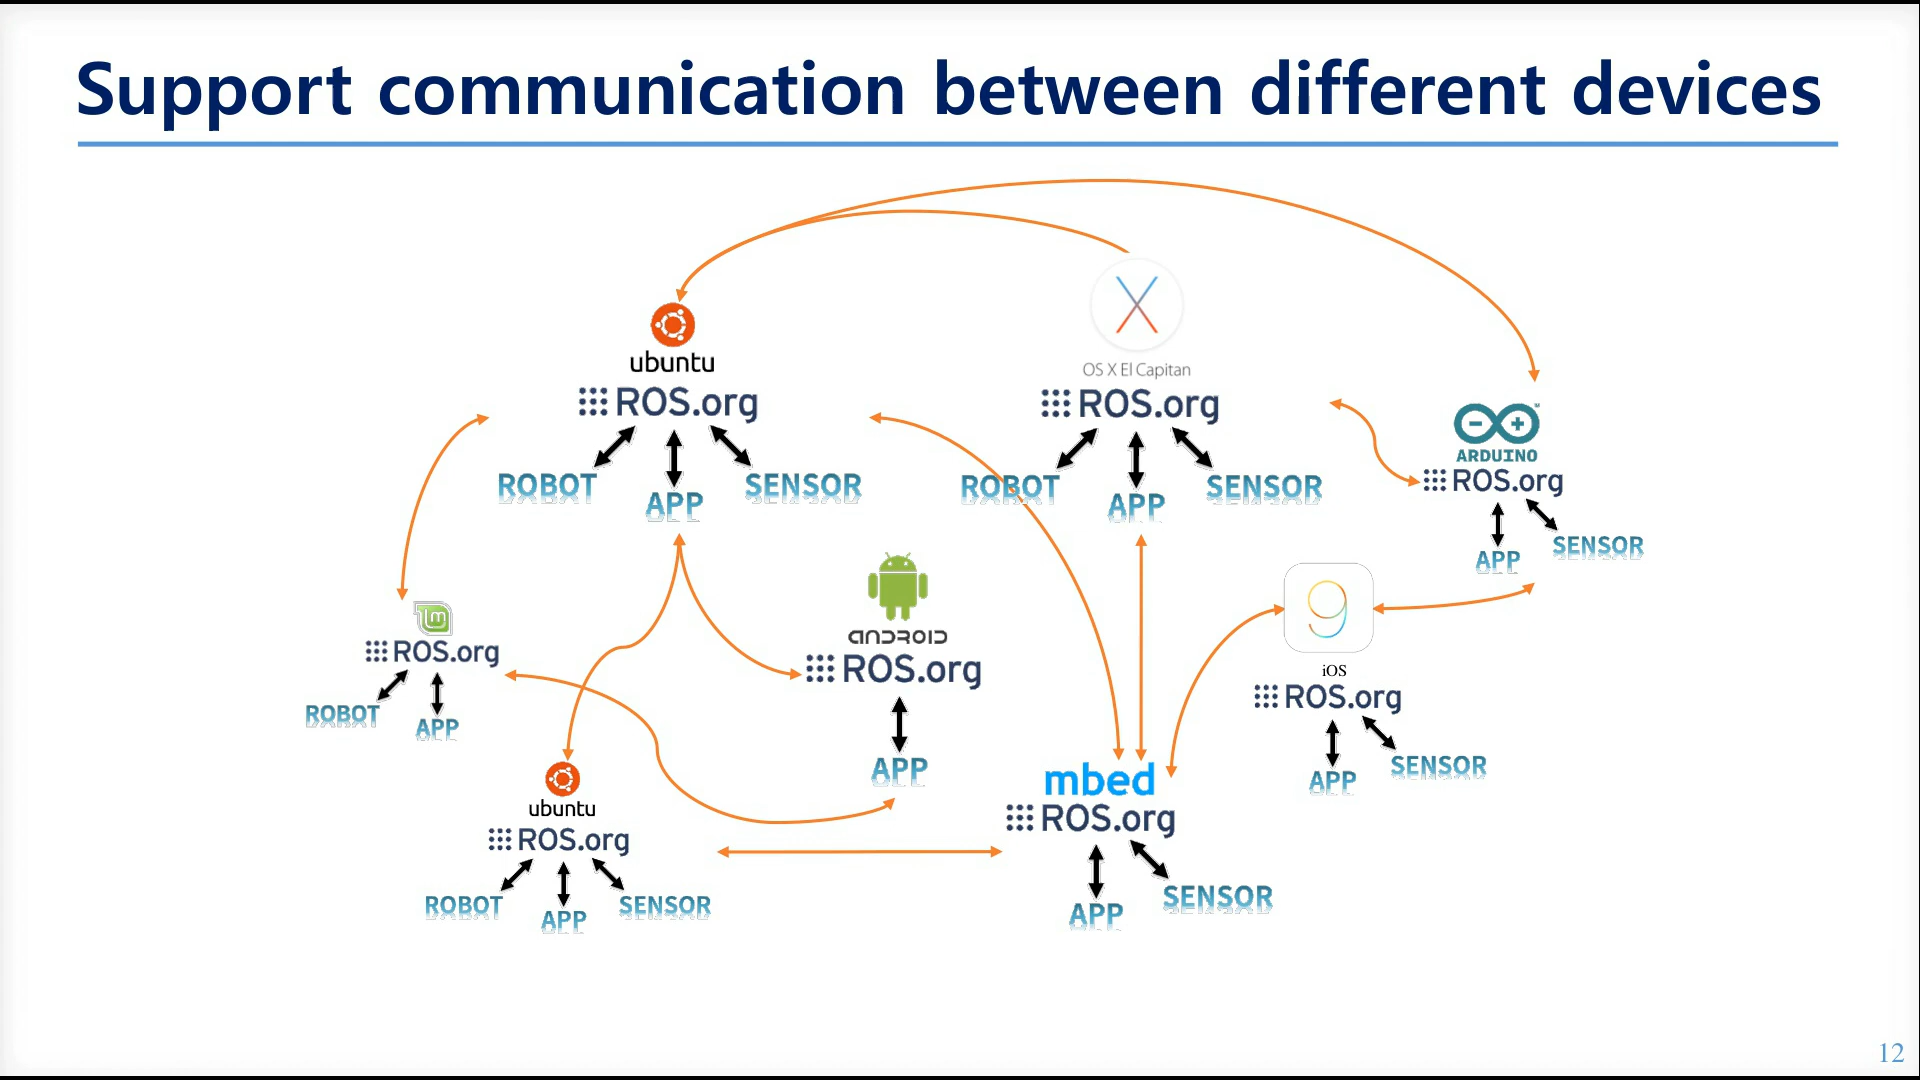 Support communication between different devices
ubuntu
ROS.org
ROBOT
APP
SENSOR
OS X El Capitan
ROS.org
ROBOT
APP
SENSOR
ARDUINO™
ROS.org
APP
SENSOR
ROS.org
ROBOT
APP
ANDROID
ROS.org
APP
9
iOS
ROS.org
APP
SENSOR
ubuntu
ROS.org
ROBOT
APP
SENSOR
mbed
ROS.org
APP
SENSOR
12